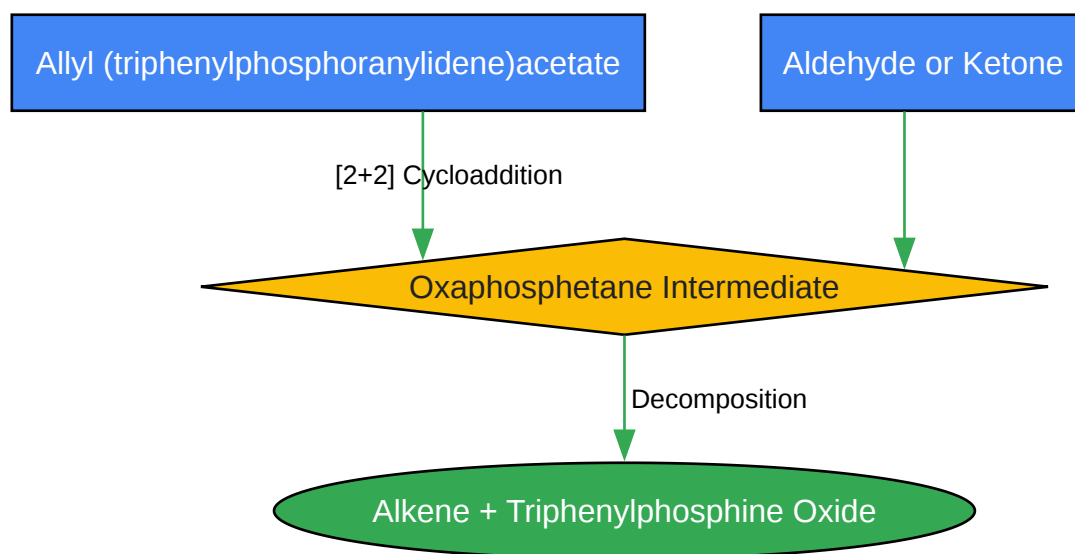 Allyl (triphenylphosphoranylidene)acetate
Aldehyde or Ketone
[2+2] Cycloaddition
Oxaphosphetane Intermediate
Decomposition
Alkene + Triphenylphosphine Oxide